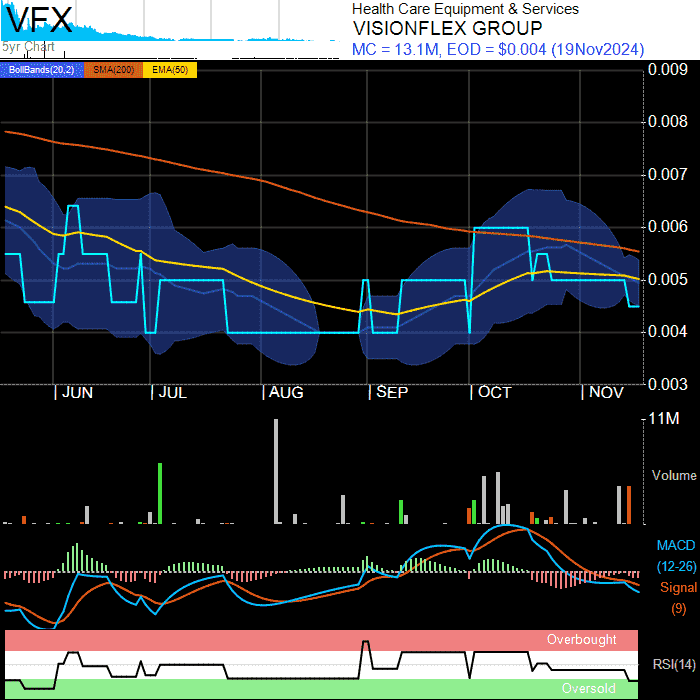 VFX
5yr Chart
Health Care Equipment & Services
VISIONFLEX GROUP
MC = 13.1M, EOD = $0.004 (19Nov2024)
BollBands(20,2) SMA(200) EMA(50)
0.009
0.008
0.007
0.006
0.005
0.004
0.003
JUN JUL AUG SEP OCT NOV
11M
Volume
MACD
(12-26)
Signal
(9)
Overbought
RSI(14)
Oversold